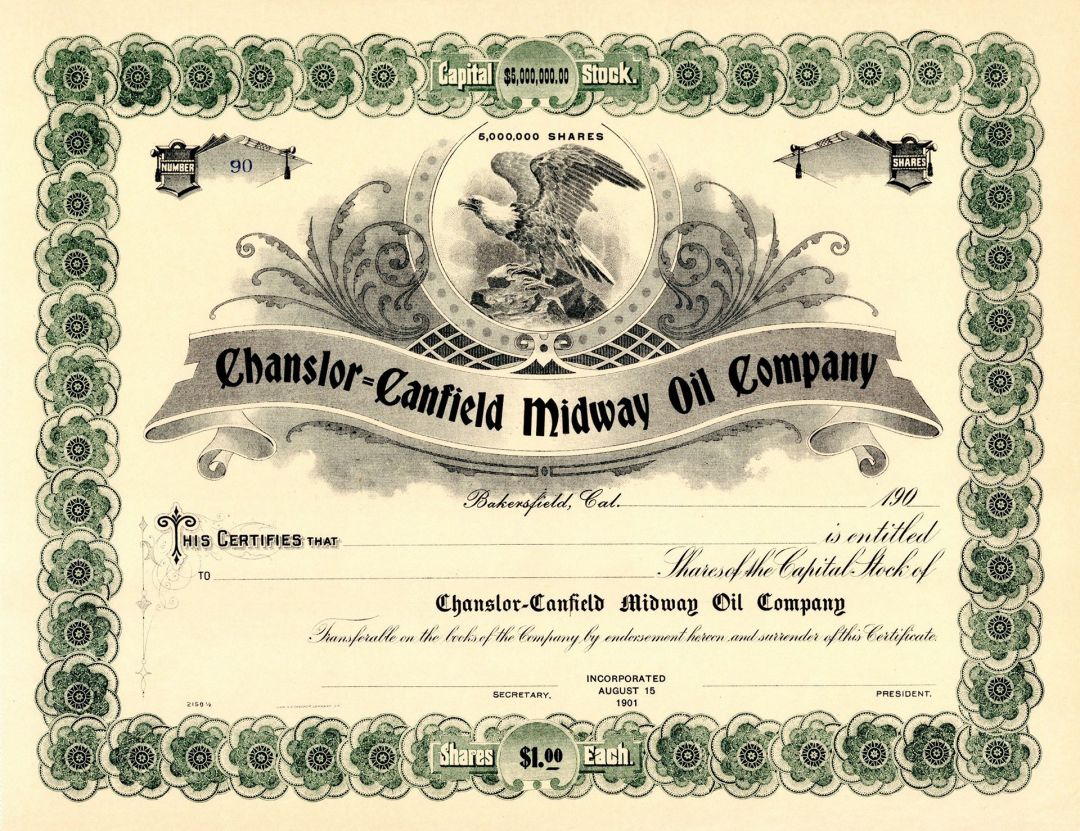 Capital $5,000,000.00 Stock.
5,000,000 SHARES
NUMBER 90 SHARES
Chanslor=Canfield Midway Oil Company
Bakersfield, Cal. 190
THIS CERTIFIES THAT is entitled
TO Shares of the Capital Stock of
Chanslor-Canfield Midway Oil Company
Transferable on the books of the Company by endorsement hereon and surrender of this Certificate.
INCORPORATED
AUGUST 15
1901
SECRETARY. PRESIDENT.
2150½
Shares $1.00 Each.